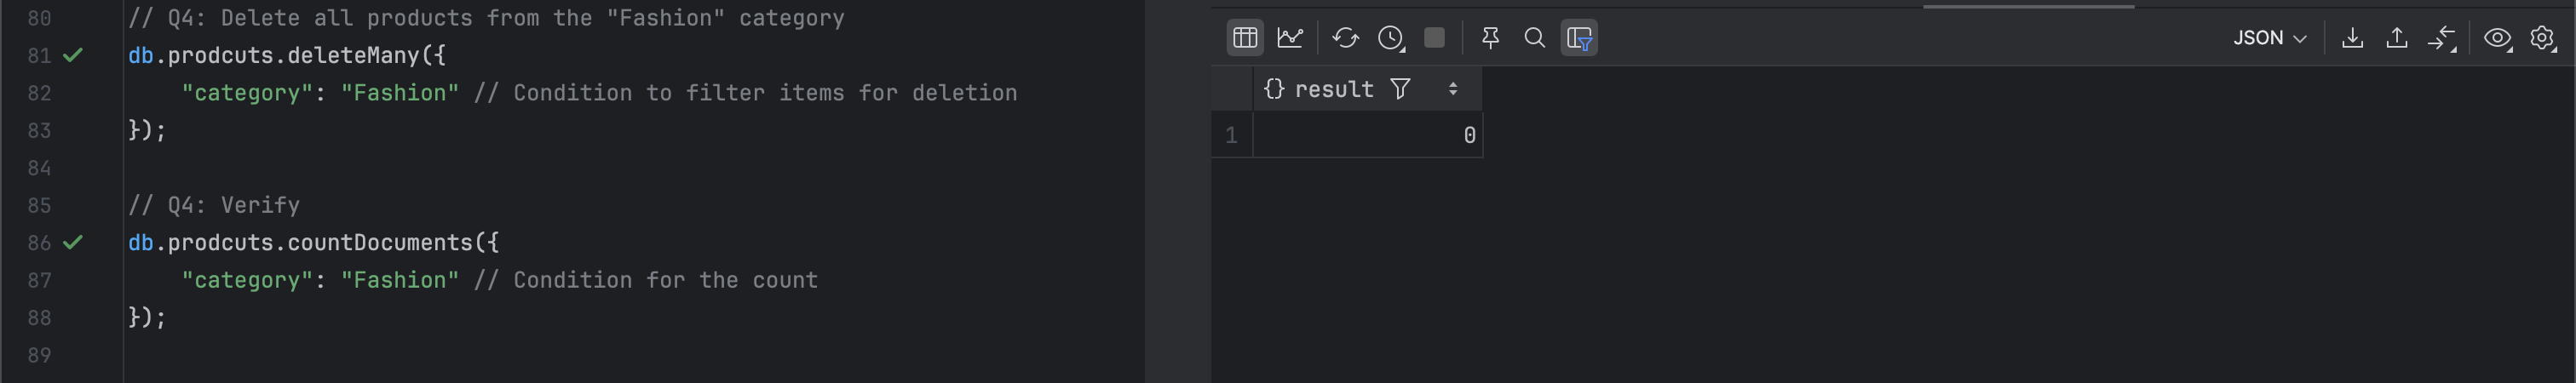 80 // Q4: Delete all products from the "Fashion" category
81 db.prodcuts.deleteMany({
82 "category": "Fashion" // Condition to filter items for deletion
83 });
84
85 // Q4: Verify
86 db.prodcuts.countDocuments({
87 "category": "Fashion" // Condition for the count
88 });
89
JSON
{} result
1 0